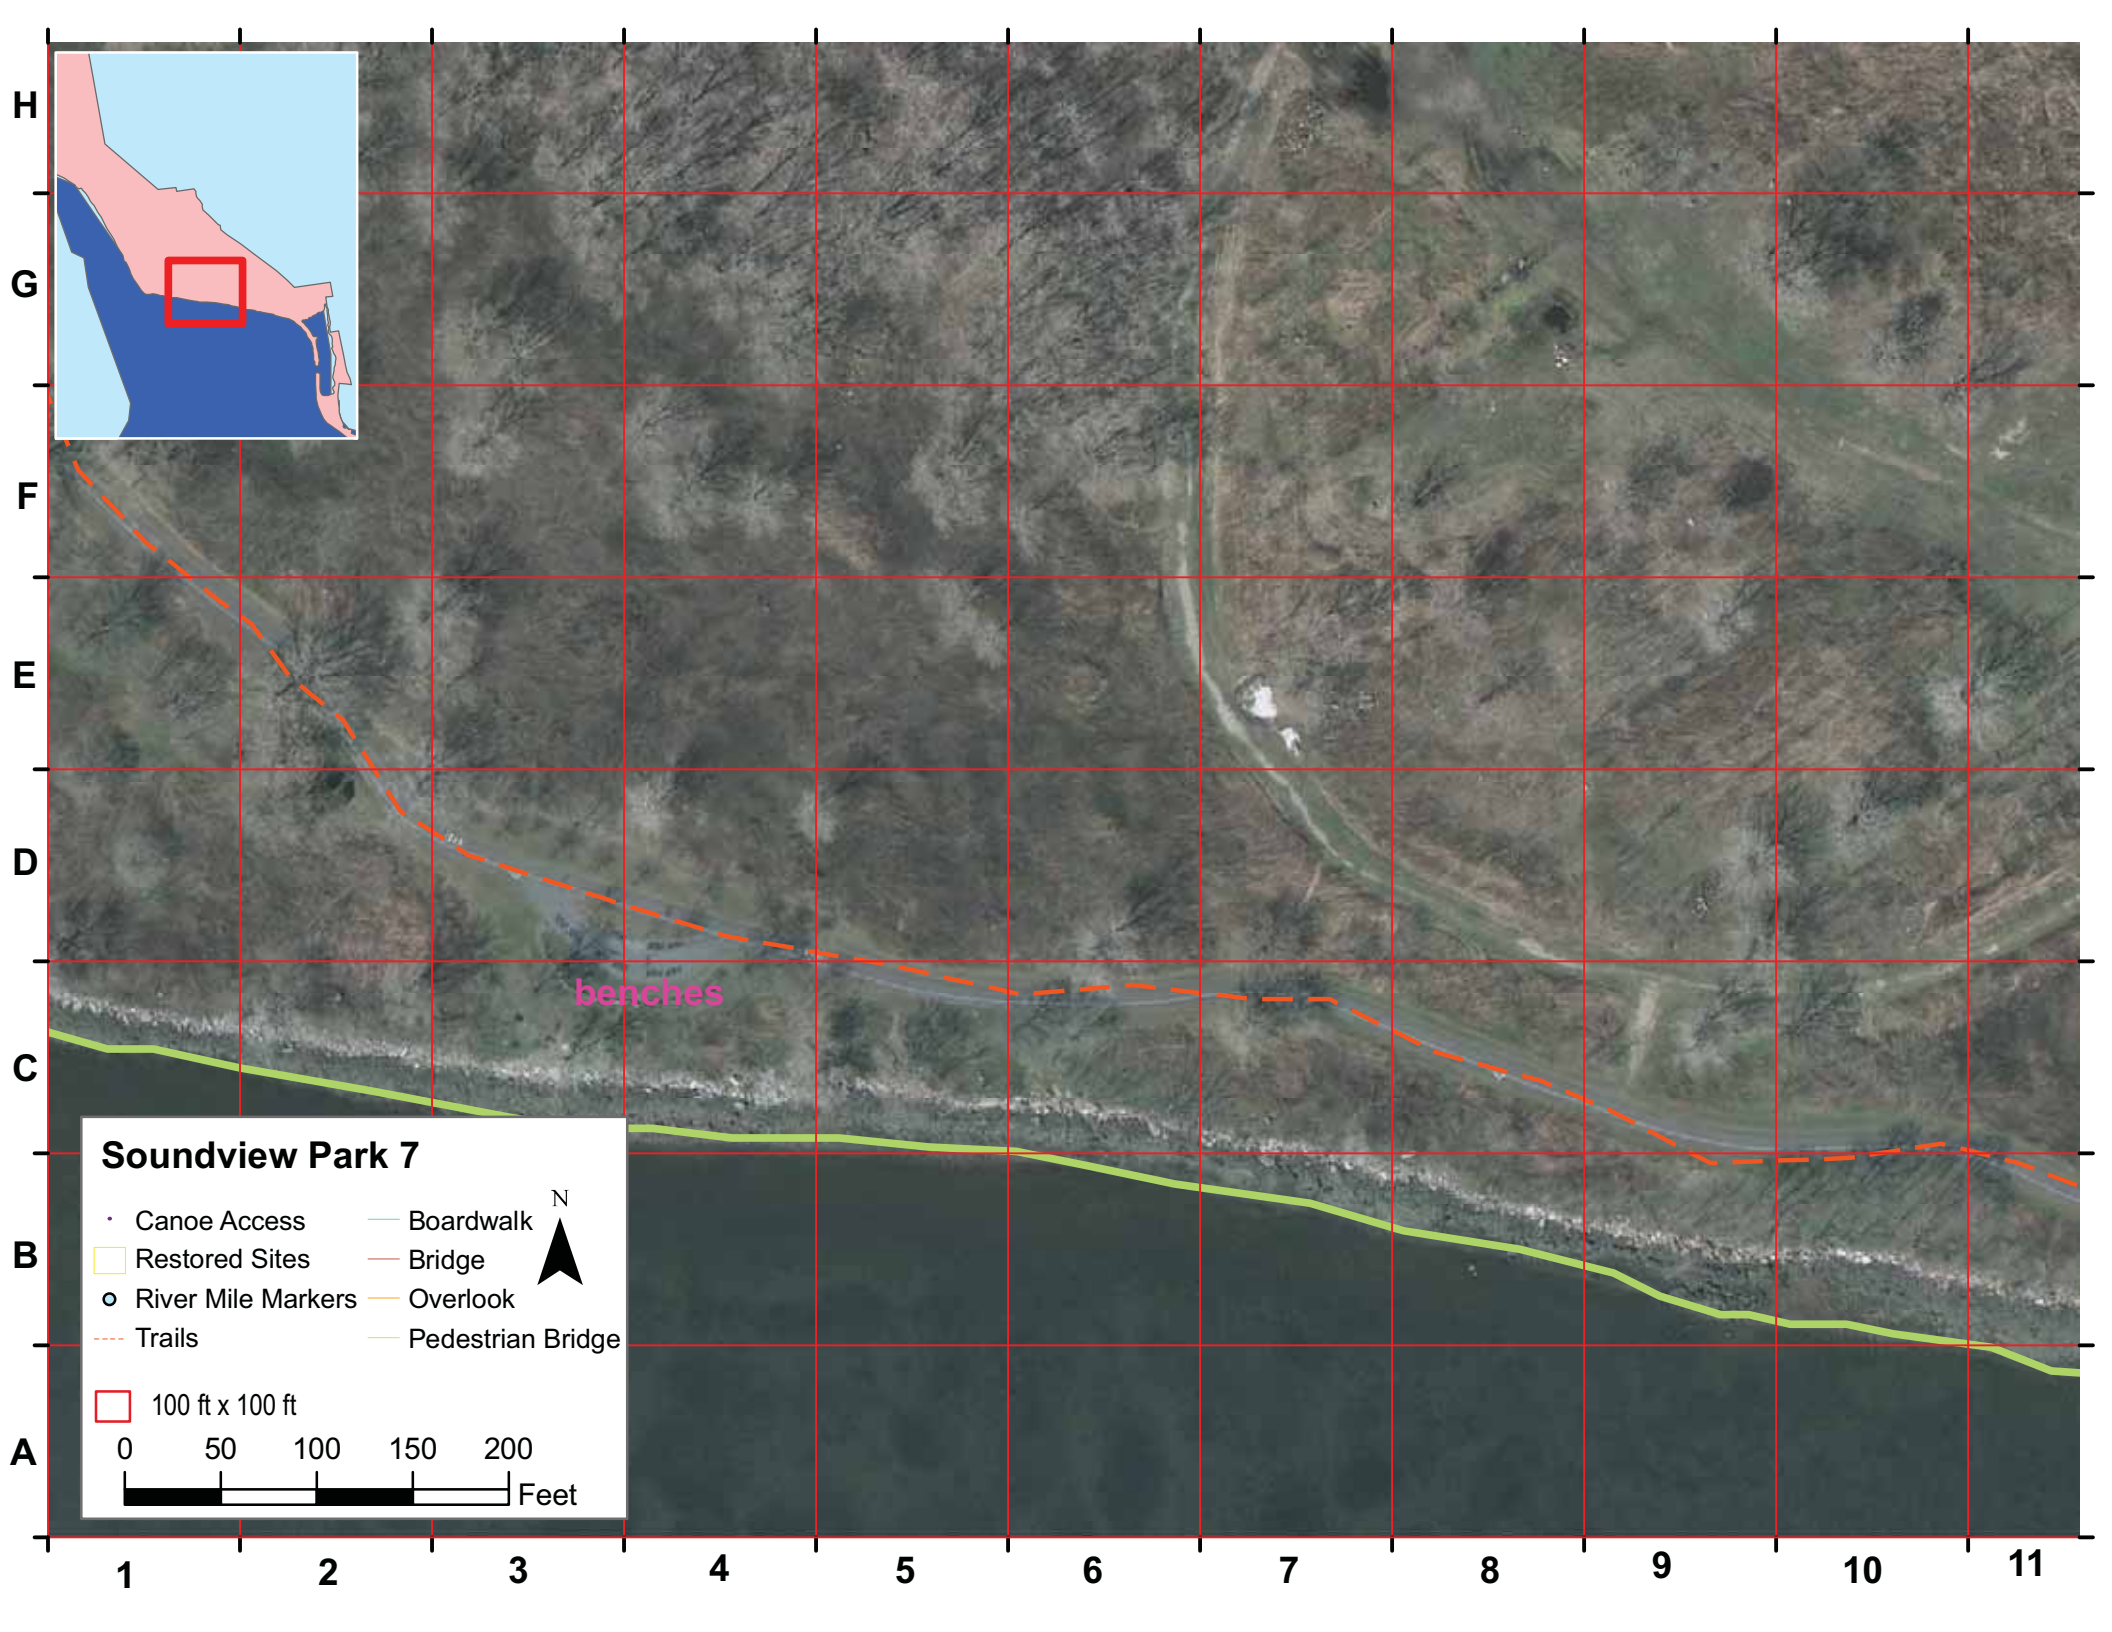 H
G
F
E
D
benches
C
Soundview Park 7
N
Canoe Access
Boardwalk
Restored Sites
Bridge
B
River Mile Markers
Overlook
Trails
Pedestrian Bridge
100 ft x 100 ft
0 50 100 150 200
A
Feet
1 2 3 4 5 6 7 8 9 10 11